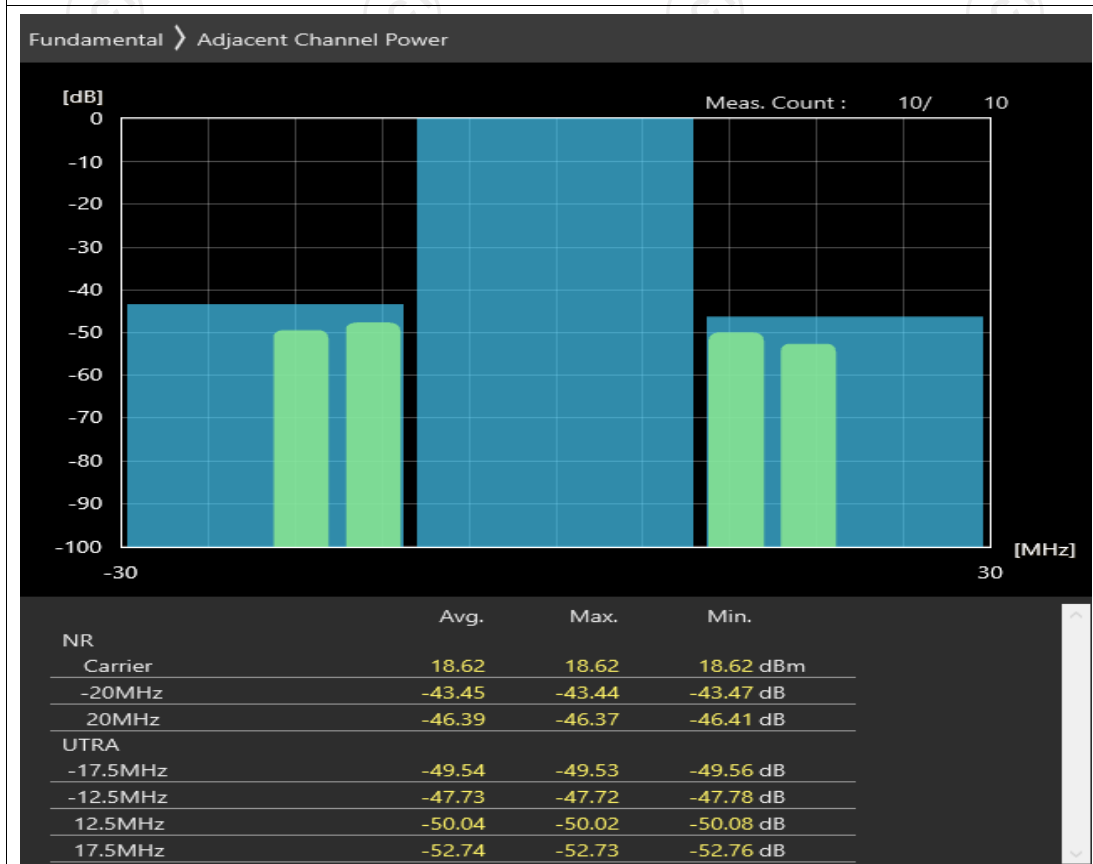 Fundamental 〉 Adjacent Channel Power
[dB]
Meas. Count : 10/ 10
0
-10
-20
-30
-40
-50
-60
-70
-80
-90
-100
[MHz]
-30 30
Avg. Max. Min.
NR
Carrier 18.62 18.62 18.62 dBm
-20MHz -43.45 -43.44 -43.47 dB
20MHz -46.39 -46.37 -46.41 dB
UTRA
-17.5MHz -49.54 -49.53 -49.56 dB
-12.5MHz -47.73 -47.72 -47.78 dB
12.5MHz -50.04 -50.02 -50.08 dB
17.5MHz -52.74 -52.73 -52.76 dB